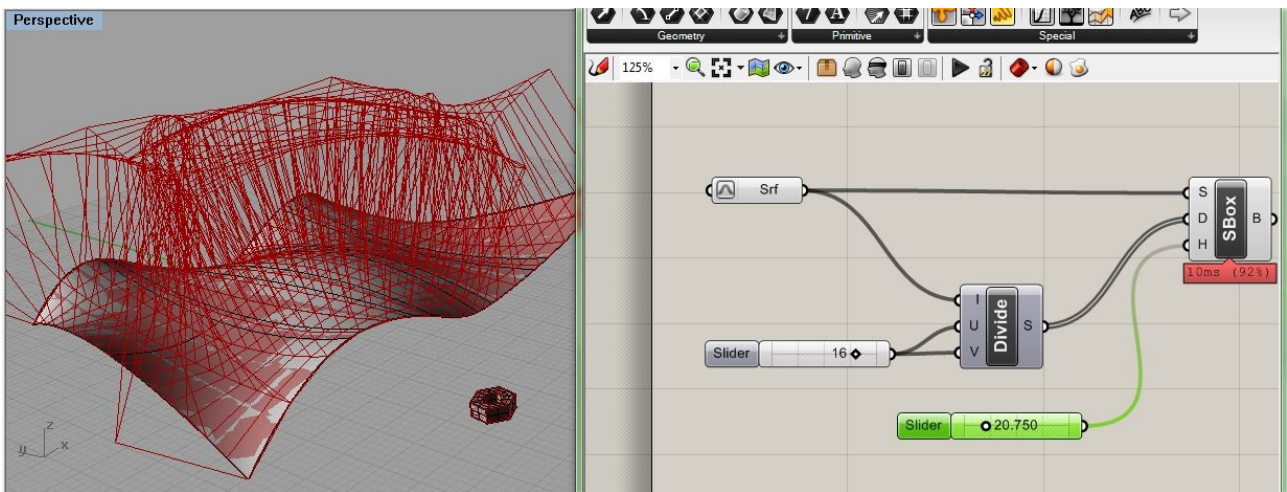 Perspective
z
y
x
Geometry +
Primitive +
Special +
125%
Srf
S
D
H
SBox
B
10ms (92%)
I
U
V
Divide
S
Slider 16
Slider 20.750